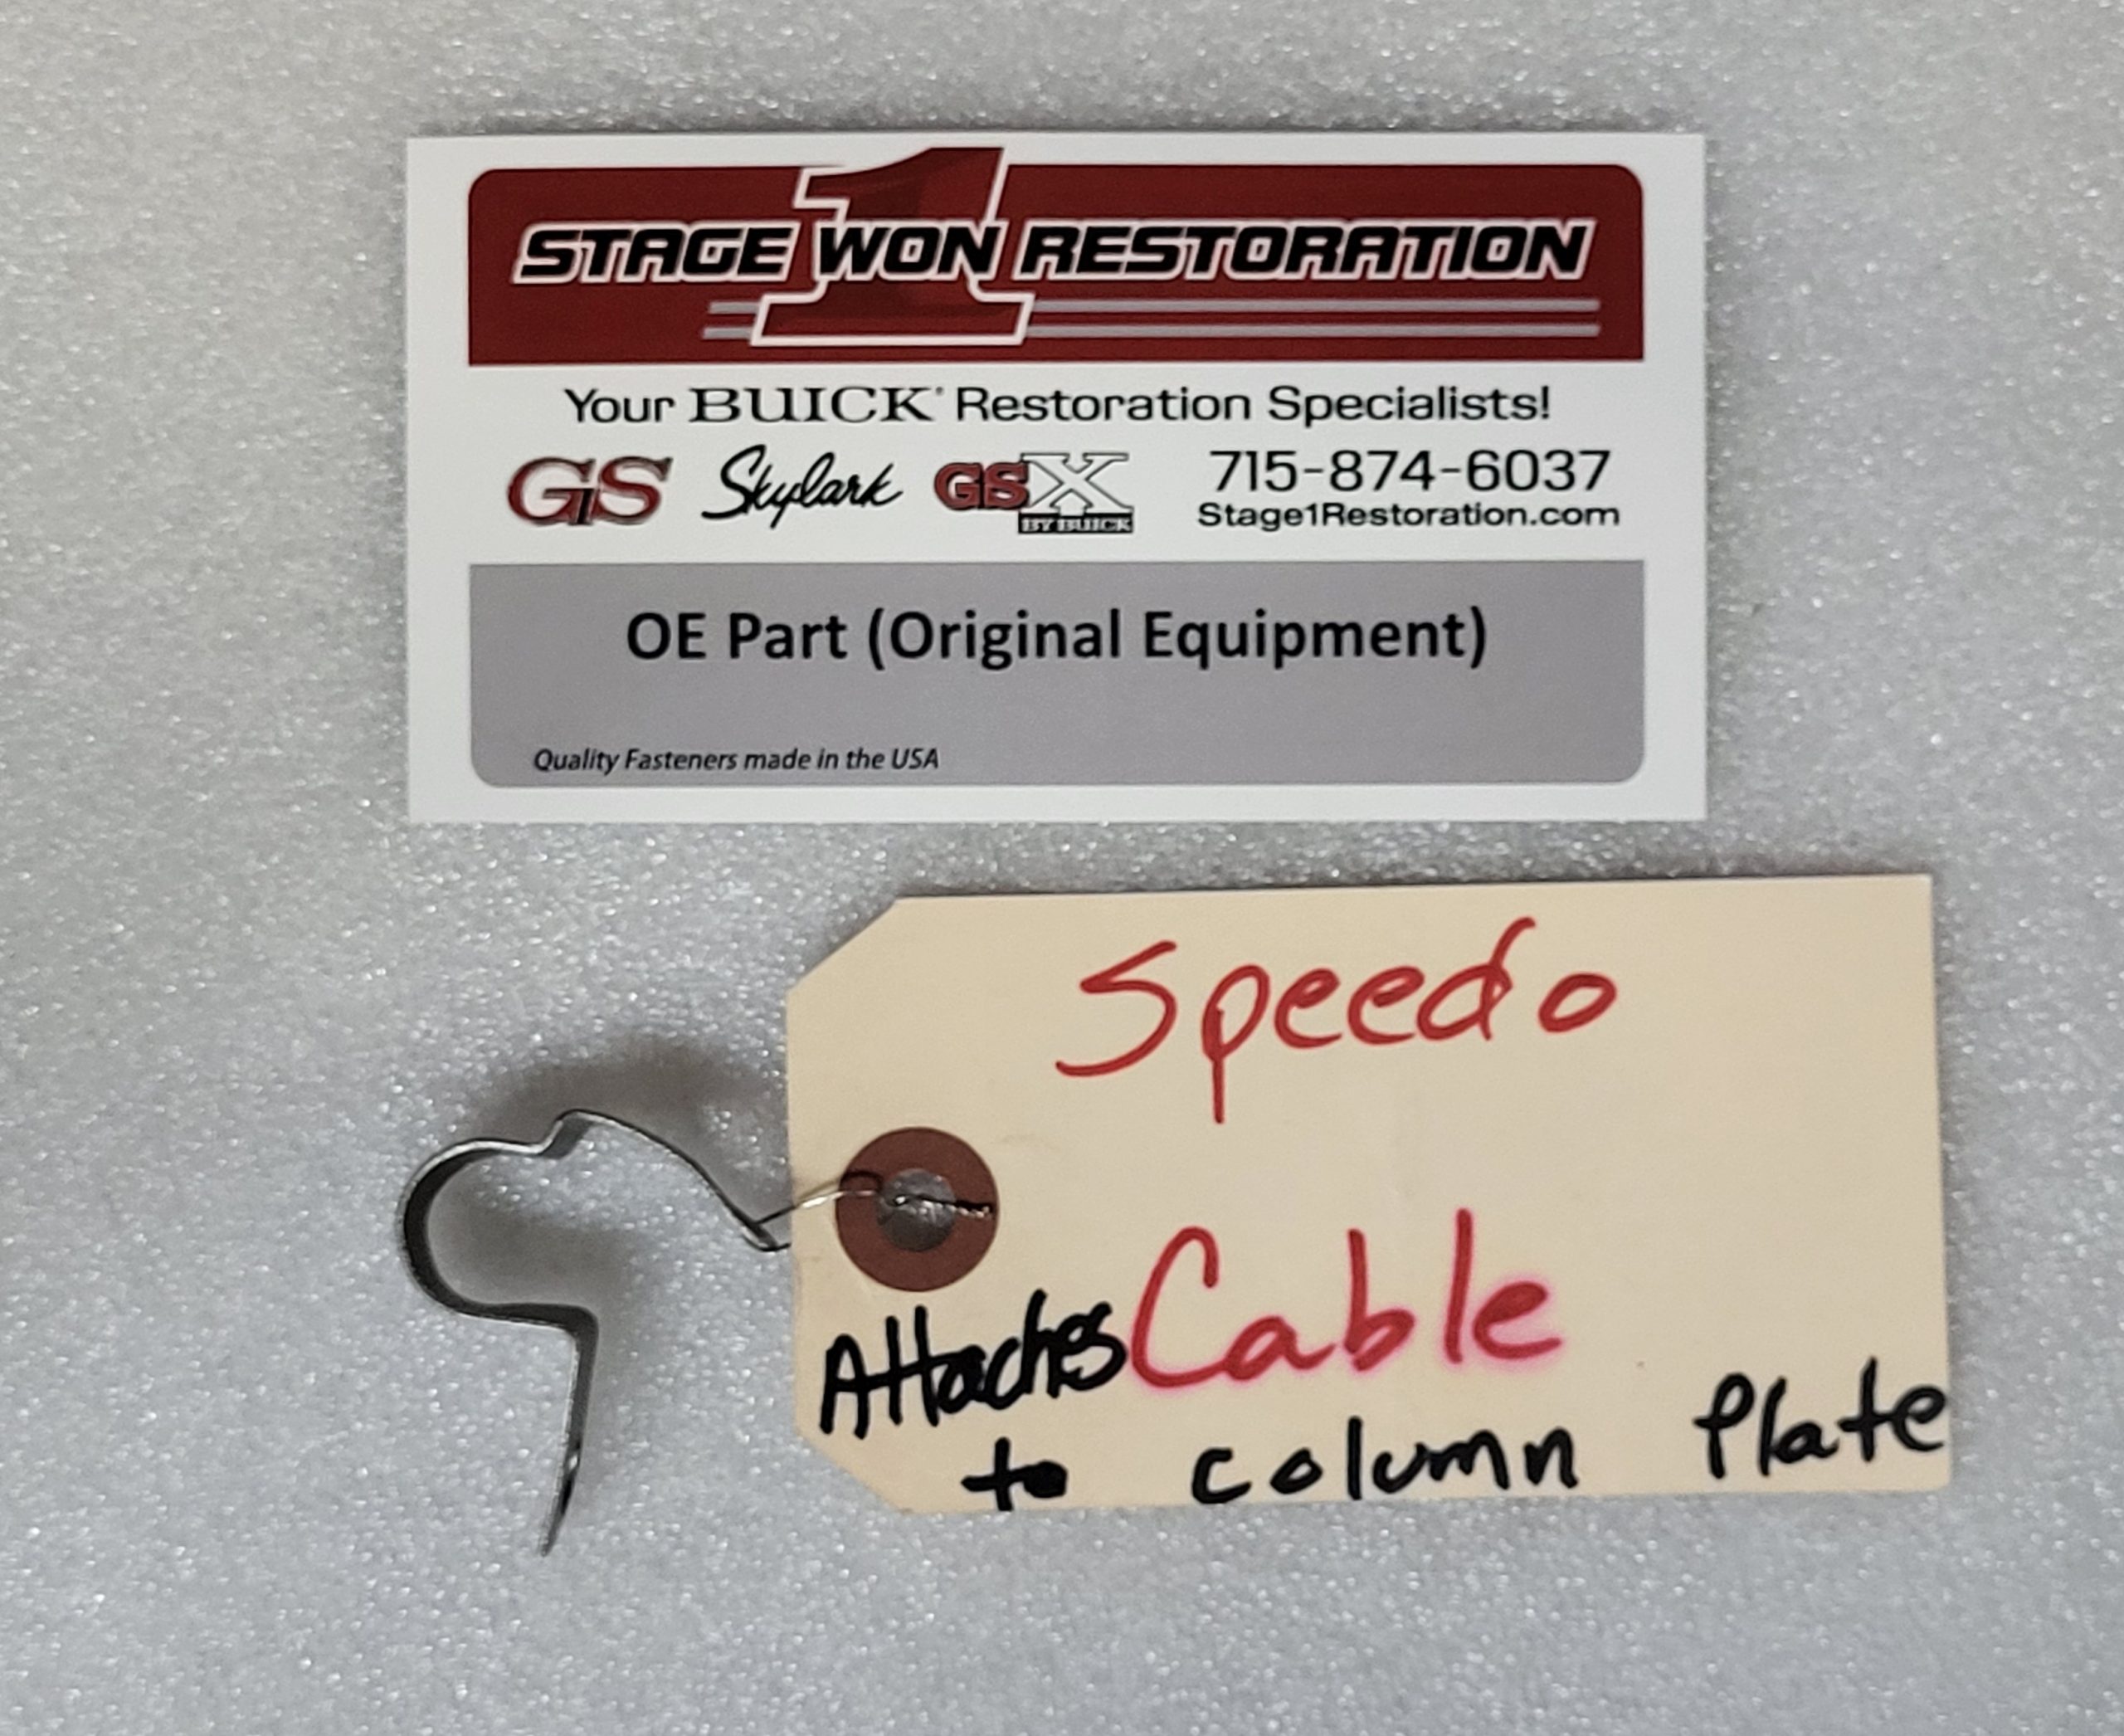 1
STAGE WON RESTORATION
Your BUICK® Restoration Specialists!
GS Skylark GSX BY BUICK
715-874-6037
Stage1Restoration.com
OE Part (Original Equipment)
Quality Fasteners made in the USA
Speedo
Cable
Attaches
to column Plate